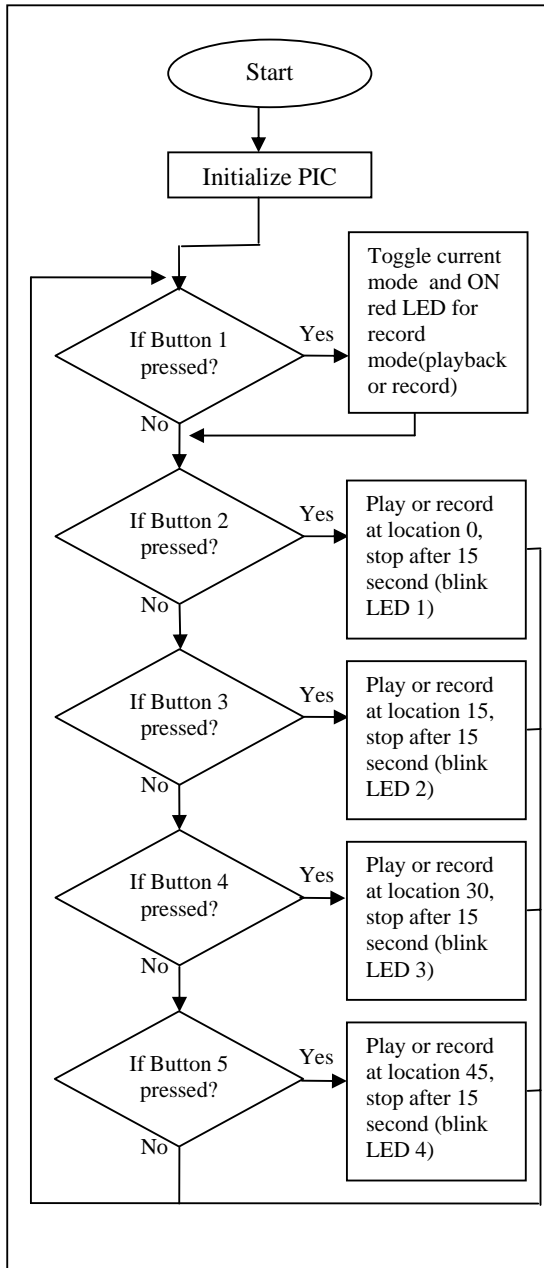 Start
Initialize PIC
If Button 1
pressed?
Yes
Toggle current
mode and ON
red LED for
record
mode(playback
or record)
No
If Button 2
pressed?
Yes
Play or record
at location 0,
stop after 15
second (blink
LED 1)
No
If Button 3
pressed?
Yes
Play or record
at location 15,
stop after 15
second (blink
LED 2)
No
If Button 4
pressed?
Yes
Play or record
at location 30,
stop after 15
second (blink
LED 3)
No
If Button 5
pressed?
Yes
Play or record
at location 45,
stop after 15
second (blink
LED 4)
No